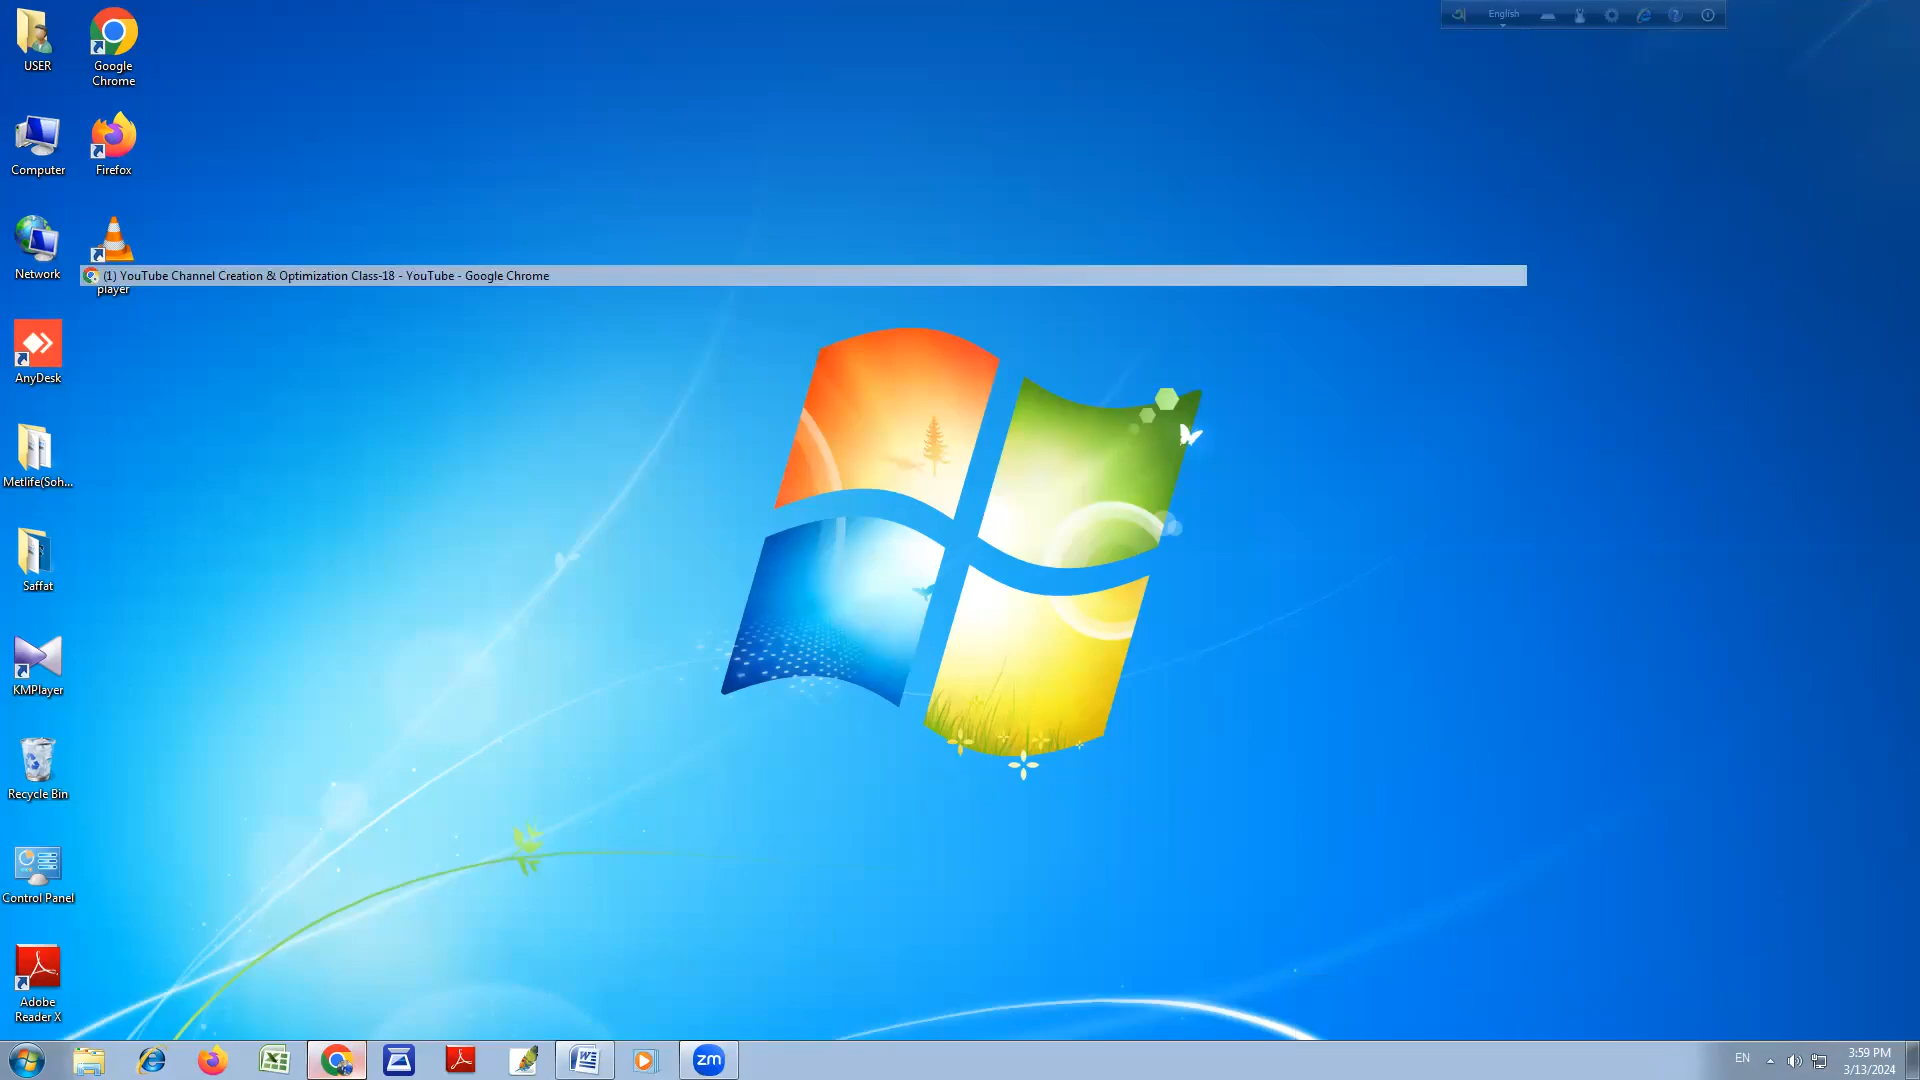 English
USER
Google
Chrome
Computer
Firefox
Network
(1) YouTube Channel Creation & Optimization Class-18 - YouTube - Google Chrome
player
AnyDesk
Metlife(Soh...
Saffat
KMPlayer
Recycle Bin
Control Panel
Adobe
Reader X
zm
EN
3:59 PM
3/13/2024